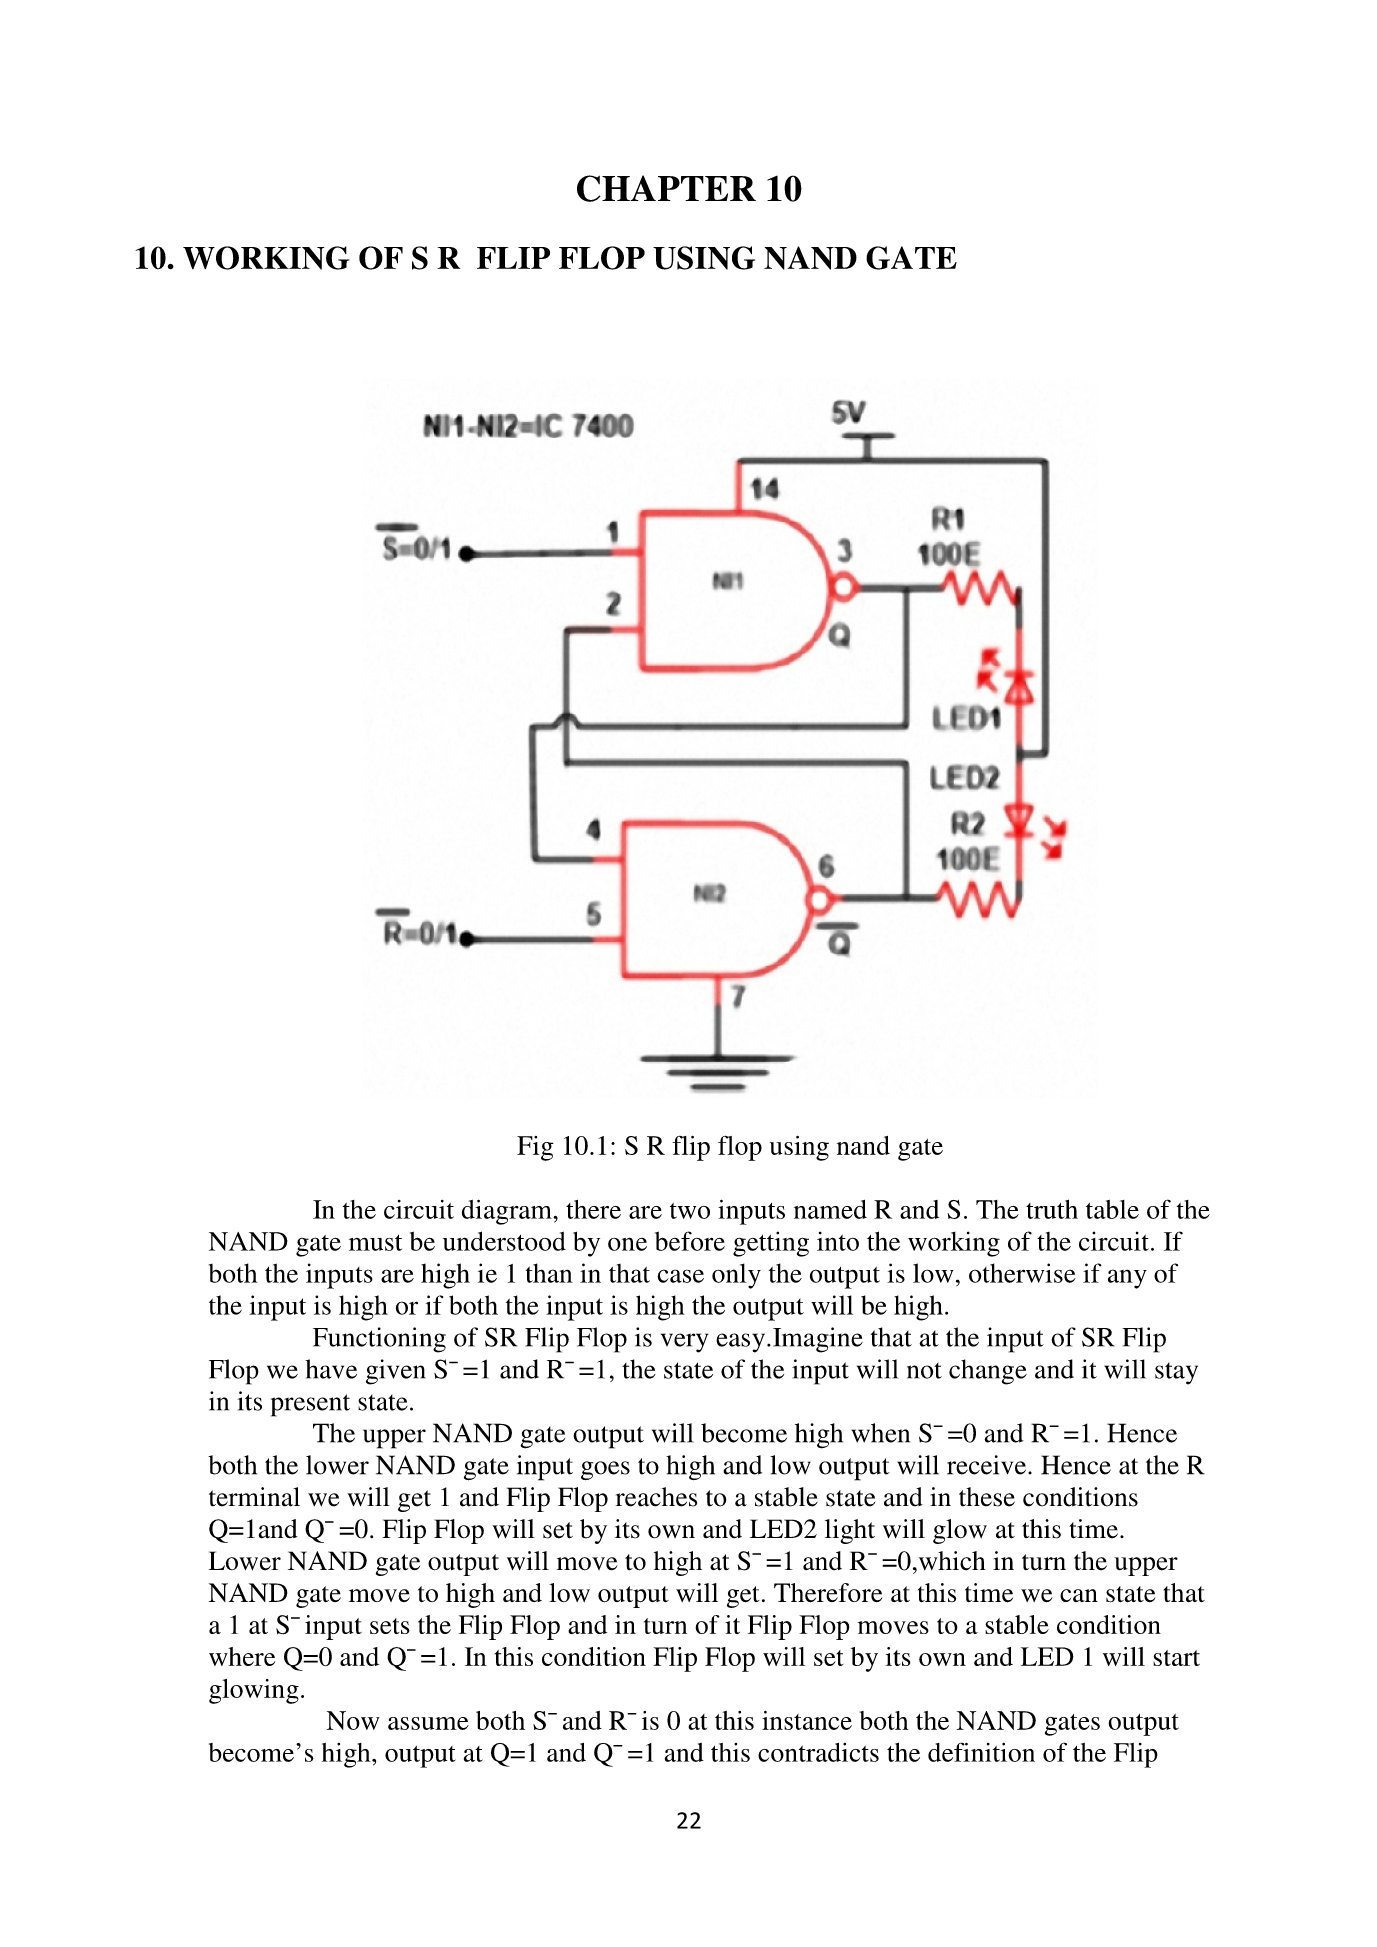 CHAPTER 10
10. WORKING OF S R  FLIP FLOP USING NAND GATE
NI1-NI2=IC 7400
5V
14
S̅=0/1
1
2
NI1
3
Q
R1
100E
LED1
LED2
R2
100E
4
5
NI2
6
Q̅
R̅=0/1
7
Fig 10.1: S R flip flop using nand gate
In the circuit diagram, there are two inputs named R and S. The truth table of the
NAND gate must be understood by one before getting into the working of the circuit. If
both the inputs are high ie 1 than in that case only the output is low, otherwise if any of
the input is high or if both the input is high the output will be high.
Functioning of SR Flip Flop is very easy.Imagine that at the input of SR Flip
Flop we have given S¯=1 and R¯=1, the state of the input will not change and it will stay
in its present state.
The upper NAND gate output will become high when S¯=0 and R¯=1. Hence
both the lower NAND gate input goes to high and low output will receive. Hence at the R
terminal we will get 1 and Flip Flop reaches to a stable state and in these conditions
Q=1and Q¯=0. Flip Flop will set by its own and LED2 light will glow at this time.
Lower NAND gate output will move to high at S¯=1 and R¯=0,which in turn the upper
NAND gate move to high and low output will get. Therefore at this time we can state that
a 1 at S¯input sets the Flip Flop and in turn of it Flip Flop moves to a stable condition
where Q=0 and Q¯=1. In this condition Flip Flop will set by its own and LED 1 will start
glowing.
Now assume both S¯and R¯is 0 at this instance both the NAND gates output
become’s high, output at Q=1 and Q¯=1 and this contradicts the definition of the Flip
22